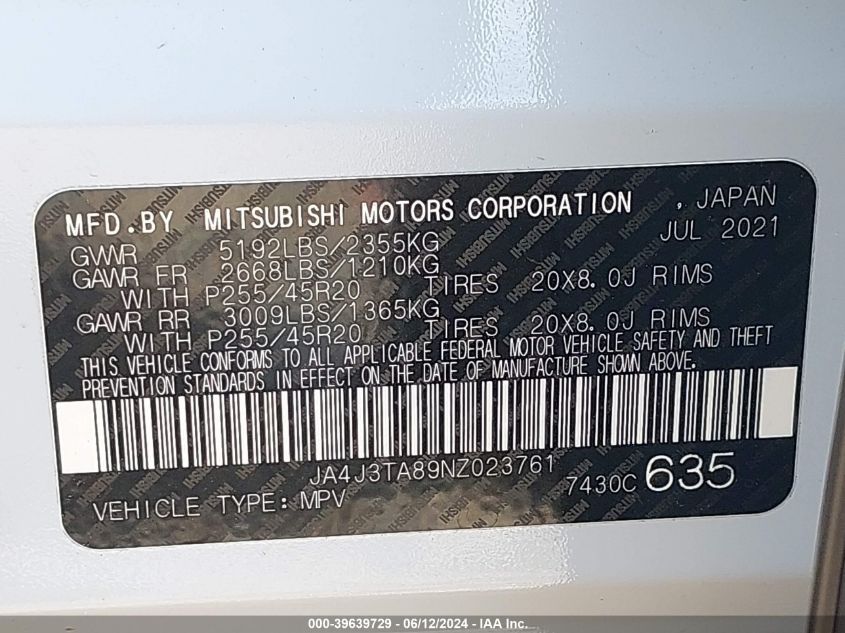 MFD.BY MITSUBISHI MOTORS CORPORATION , JAPAN
JUL 2021
GVWR 5192LBS/2355KG
GAWR FR 2668LBS/1210KG
WITH P255/45R20 TIRES 20X8.0J RIMS
GAWR RR 3009LBS/1365KG
WITH P255/45R20 TIRES 20X8.0J RIMS
THIS VEHICLE CONFORMS TO ALL APPLICABLE FEDERAL MOTOR VEHICLE SAFETY AND THEFT
PREVENTION STANDARDS IN EFFECT ON THE DATE OF MANUFACTURE SHOWN ABOVE.
JA4J3TA89NZ023761
VEHICLE TYPE: MPV 7430C 635
000-39639729 - 06/12/2024 - IAA Inc.